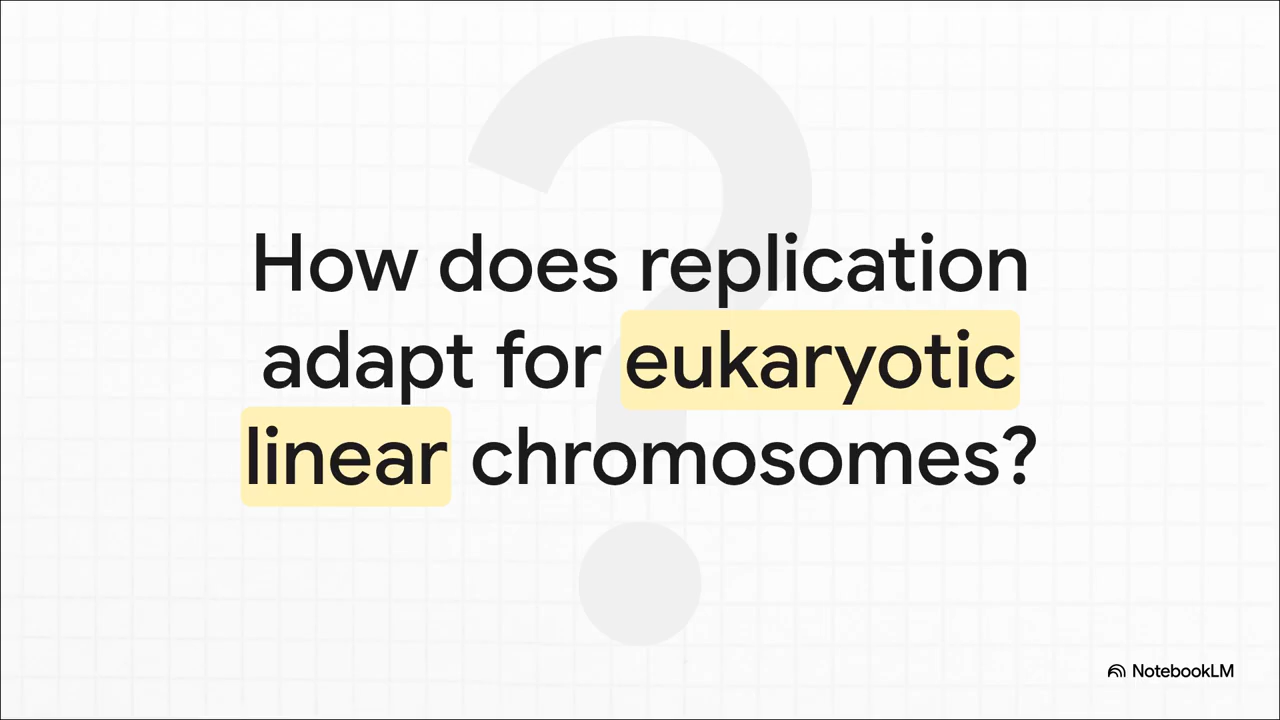 How does replication
adapt for eukaryotic
linear chromosomes?
NotebookLM